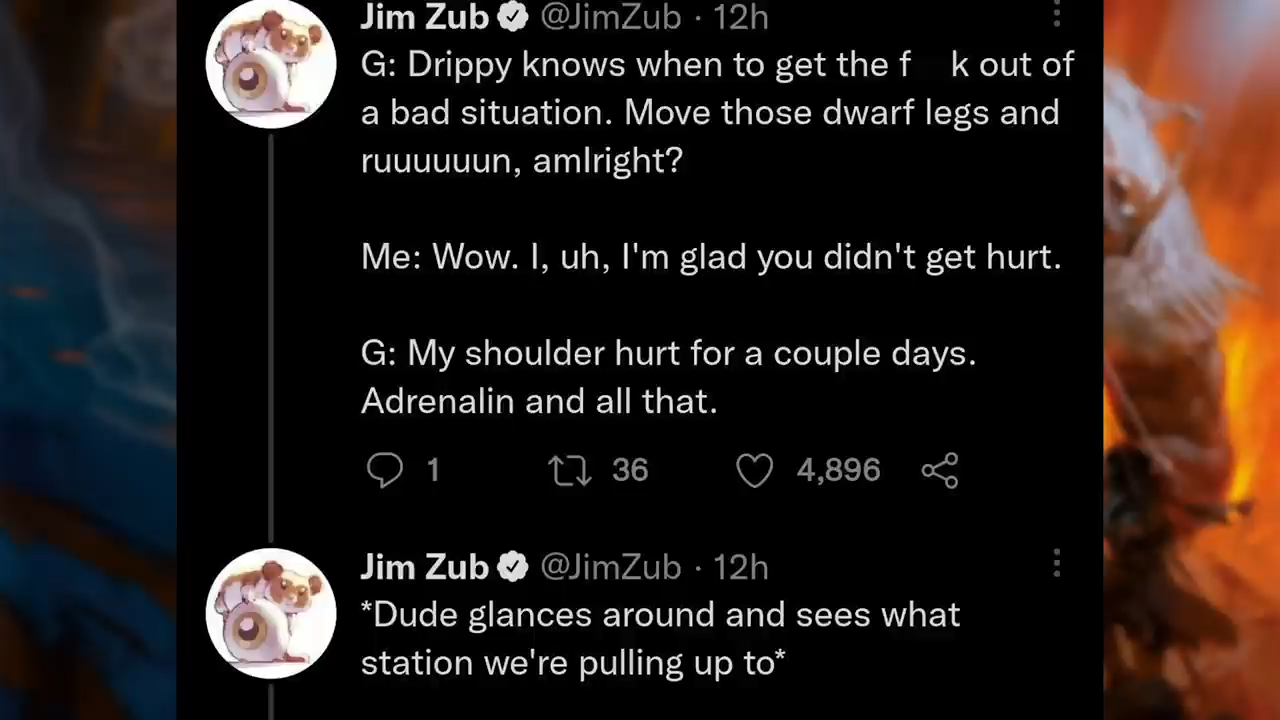 Jim Zub @JimZub · 12h
G: Drippy knows when to get the f k out of
a bad situation. Move those dwarf legs and
ruuuuuun, amIright?
Me: Wow. I, uh, I'm glad you didn't get hurt.
G: My shoulder hurt for a couple days.
Adrenalin and all that.
1 36 4,896
Jim Zub @JimZub · 12h
*Dude glances around and sees what
station we're pulling up to*